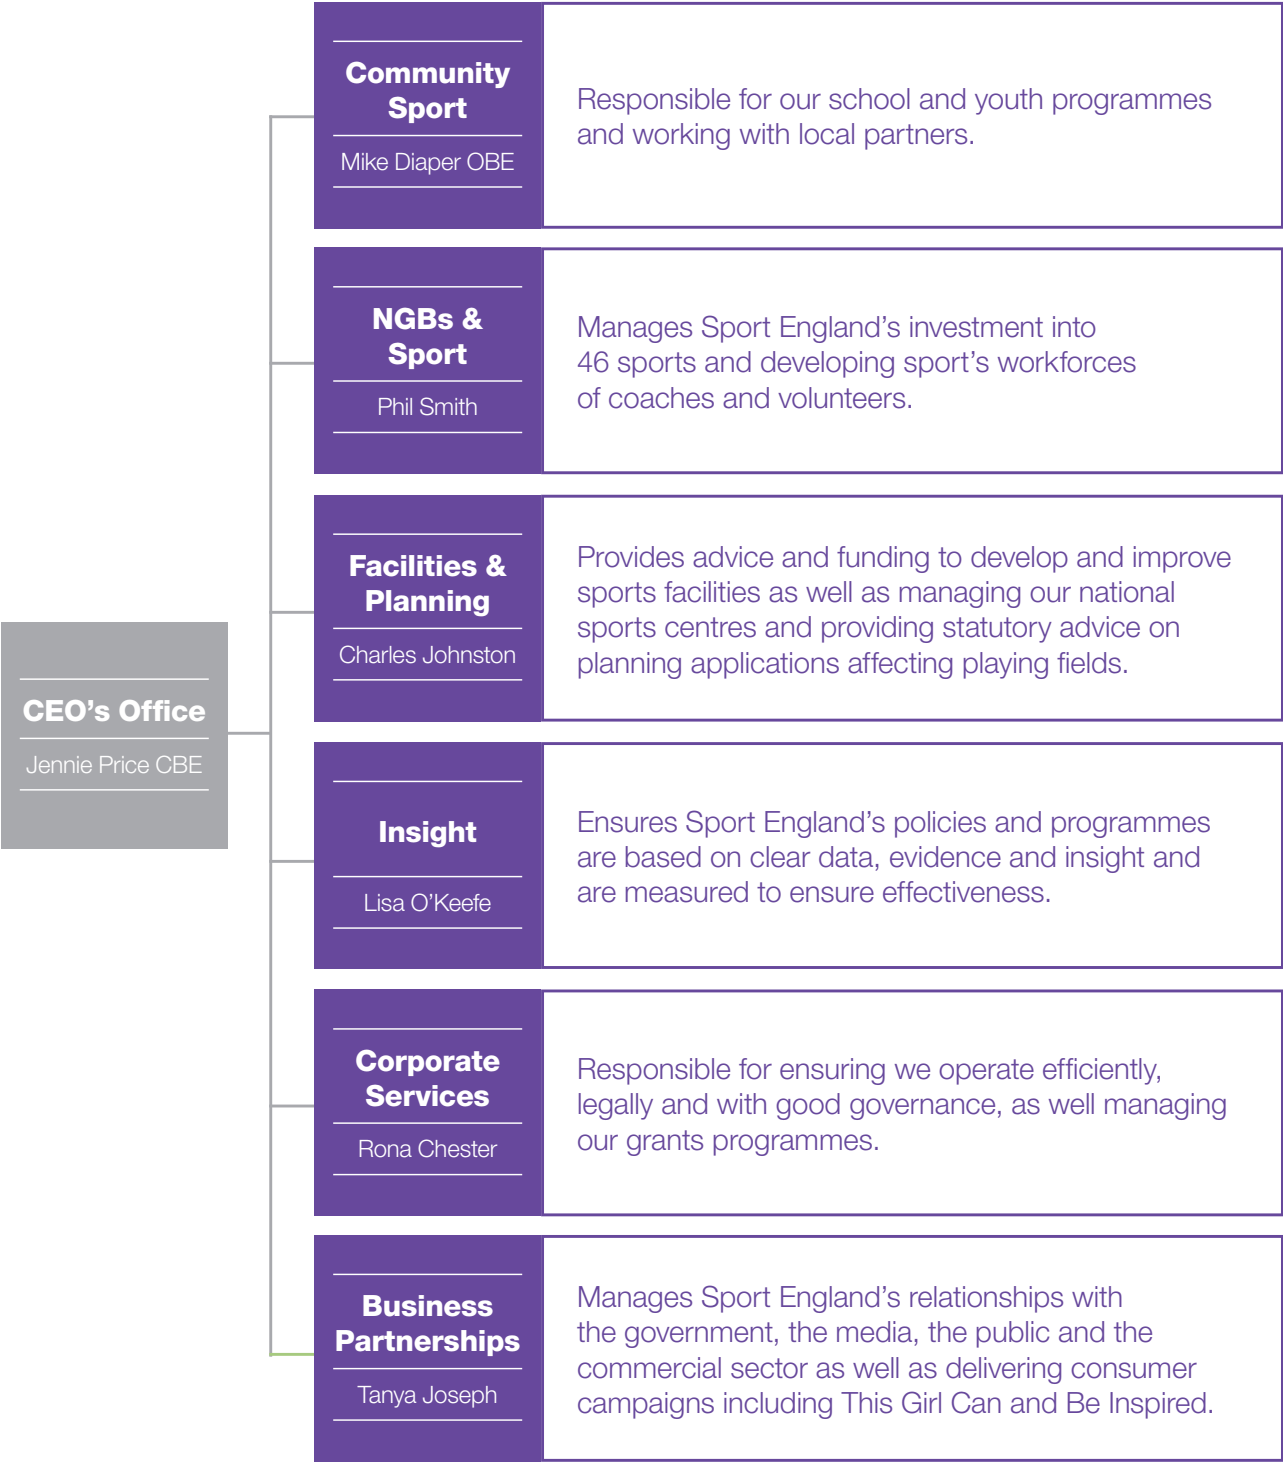 Community
Sport
Mike Diaper OBE
Responsible for our school and youth programmes
and working with local partners.
NGBs &
Sport
Phil Smith
Manages Sport England’s investment into
46 sports and developing sport’s workforces
of coaches and volunteers.
Facilities &
Planning
Charles Johnston
Provides advice and funding to develop and improve
sports facilities as well as managing our national
sports centres and providing statutory advice on
planning applications affecting playing fields.
CEO’s Office
Jennie Price CBE
Insight
Lisa O’Keefe
Ensures Sport England’s policies and programmes
are based on clear data, evidence and insight and
are measured to ensure effectiveness.
Corporate
Services
Rona Chester
Responsible for ensuring we operate efficiently,
legally and with good governance, as well managing
our grants programmes.
Business
Partnerships
Tanya Joseph
Manages Sport England’s relationships with
the government, the media, the public and the
commercial sector as well as delivering consumer
campaigns including This Girl Can and Be Inspired.